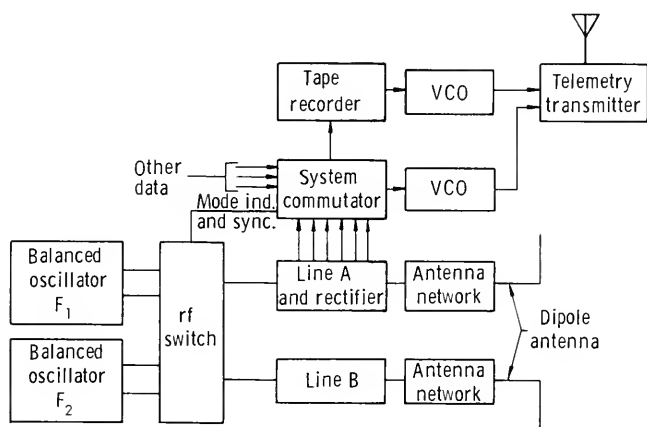 Tape
recorder
VCO
Telemetry
transmitter
Other
data
System
commutator
VCO
Mode ind.
and sync.
Balanced
oscillator
F1
rf
switch
Line A
and rectifier
Antenna
network
Dipole
antenna
Balanced
oscillator
F2
Line B
Antenna
network